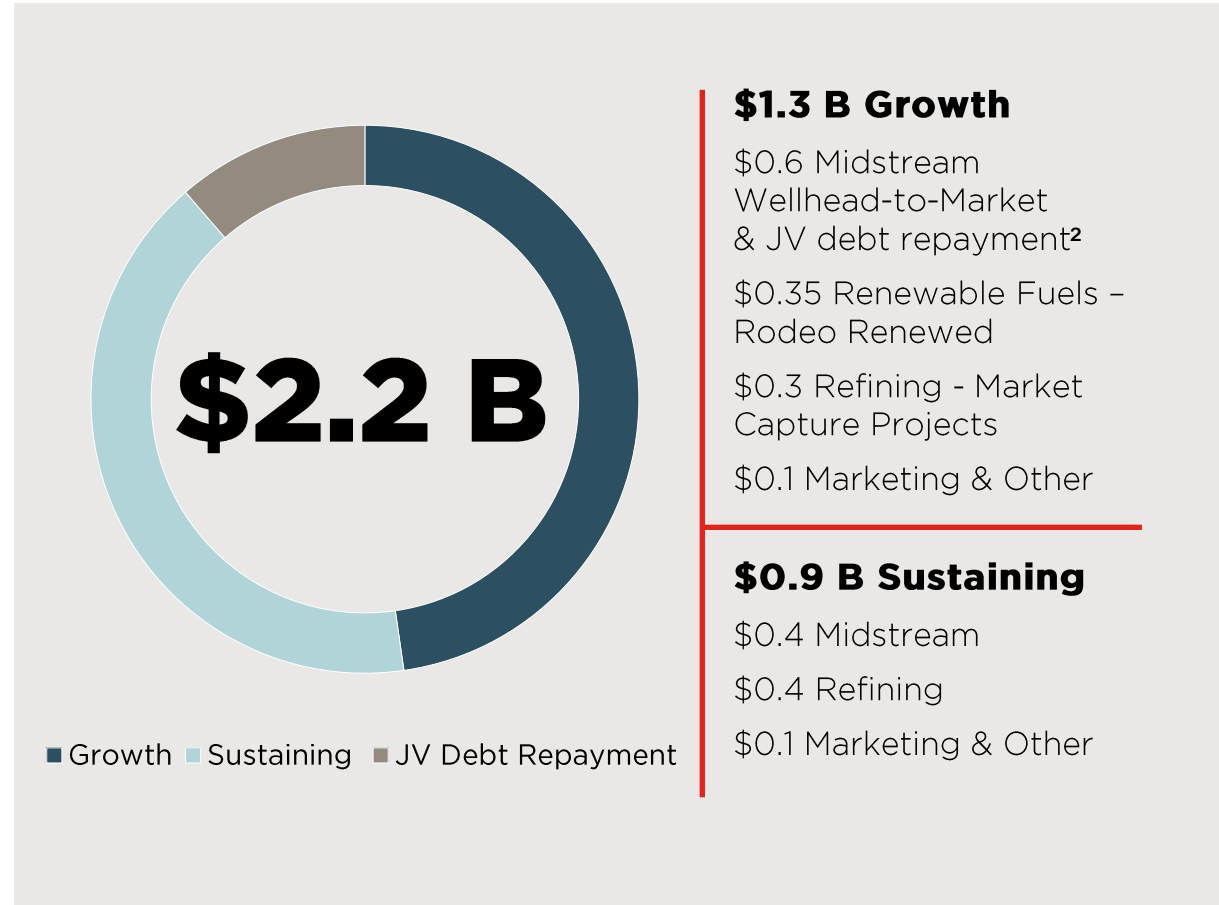 $2.2 B
Growth Sustaining JV Debt Repayment
$1.3 B Growth
$0.6 Midstream
Wellhead-to-Market
& JV debt repayment²
$0.35 Renewable Fuels –
Rodeo Renewed
$0.3 Refining - Market
Capture Projects
$0.1 Marketing & Other
$0.9 B Sustaining
$0.4 Midstream
$0.4 Refining
$0.1 Marketing & Other